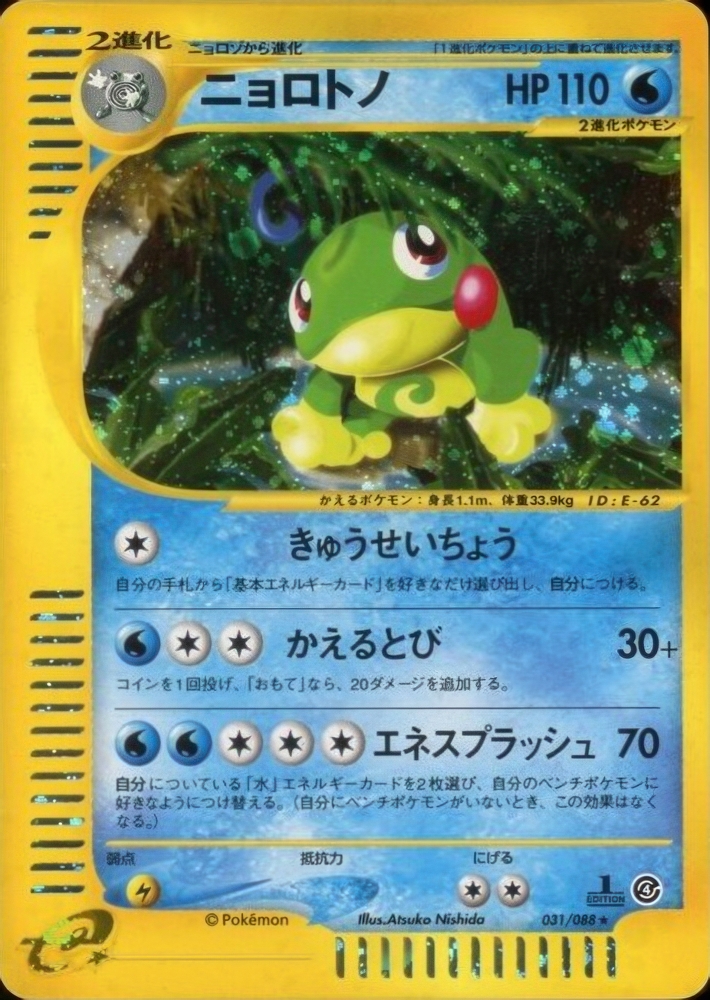 2進化
ニョロゾから進化
「1進化ポケモン」の上に重ねて進化させます。
ニョロトノ HP 110
2進化ポケモン
かえるポケモン：身長1.1m、体重33.9kg ID:E-62
きゅうせいちょう
自分の手札から「基本エネルギーカード」を好きなだけ選び出し、自分につける。
かえるとび 30+
コインを1回投げ、「おもて」なら、20ダメージを追加する。
エネスプラッシュ 70
自分についている「水」エネルギーカードを2枚選び、自分のベンチポケモンに
好きなようにつけ替える。（自分にベンチポケモンがいないとき、この効果はなく
なる。）
弱点 抵抗力 にげる
1 EDITION
4
© Pokémon Illus.Atsuko Nishida 031/088★
e